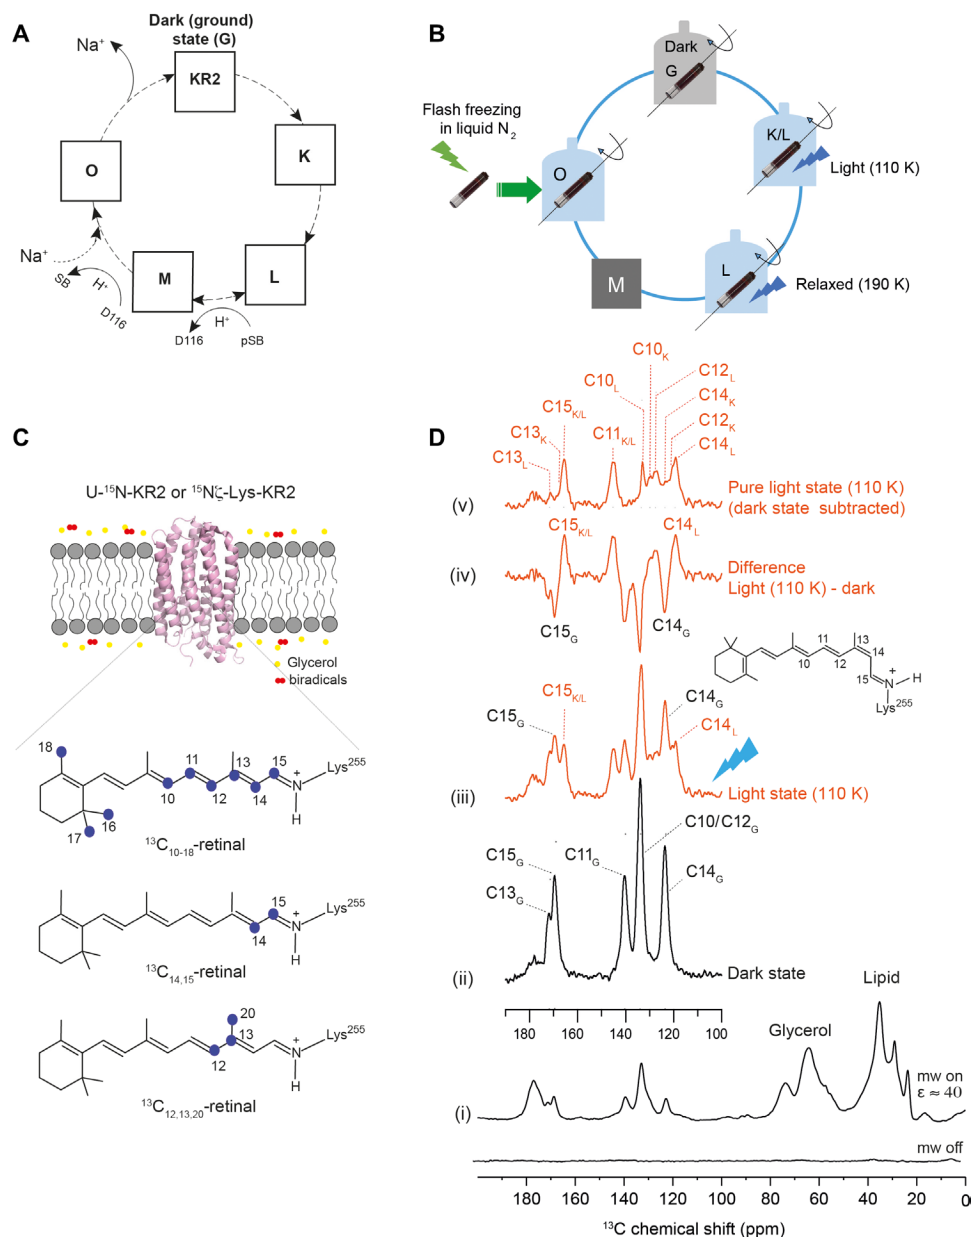 A
Dark (ground)
state (G)
Na+
KR2
K
O
Na+
M
L
SB
H+
D116
D116
H+
pSB
B
Dark
G
Flash freezing
in liquid N2
K/L
O
Light (110 K)
M
L
Relaxed (190 K)
C
U-15N-KR2 or 15Nζ-Lys-KR2
Glycerol
biradicals
18
11
13
15
Lys255
N
+
H
10
12
14
16
17
13C10-18-retinal
15
Lys255
N
+
H
14
13C14,15-retinal
20
Lys255
13
N
+
H
12
13C12,13,20-retinal
D
C10K
C12L
C10L
C14K
C15K/L
C12K
C13K
C11K/L
C14L
C13L
(v)
Pure light state (110 K)
(dark state subtracted)
C15K/L
C14L
(iv)
Difference
Light (110 K) - dark
C15G
C14G
11
13
10
12
14
15
N
+
H
Lys255
C15K/L
C14G
C15G
C14L
(iii)
Light state (110 K)
C10/C12G
C15G
C11G
C14G
C13G
(ii)
Dark state
180 160 140 120 100
Lipid
Glycerol
mw on
ε ≈ 40
(i)
mw off
180 160 140 120 100 80 60 40 20 0
13C chemical shift (ppm)